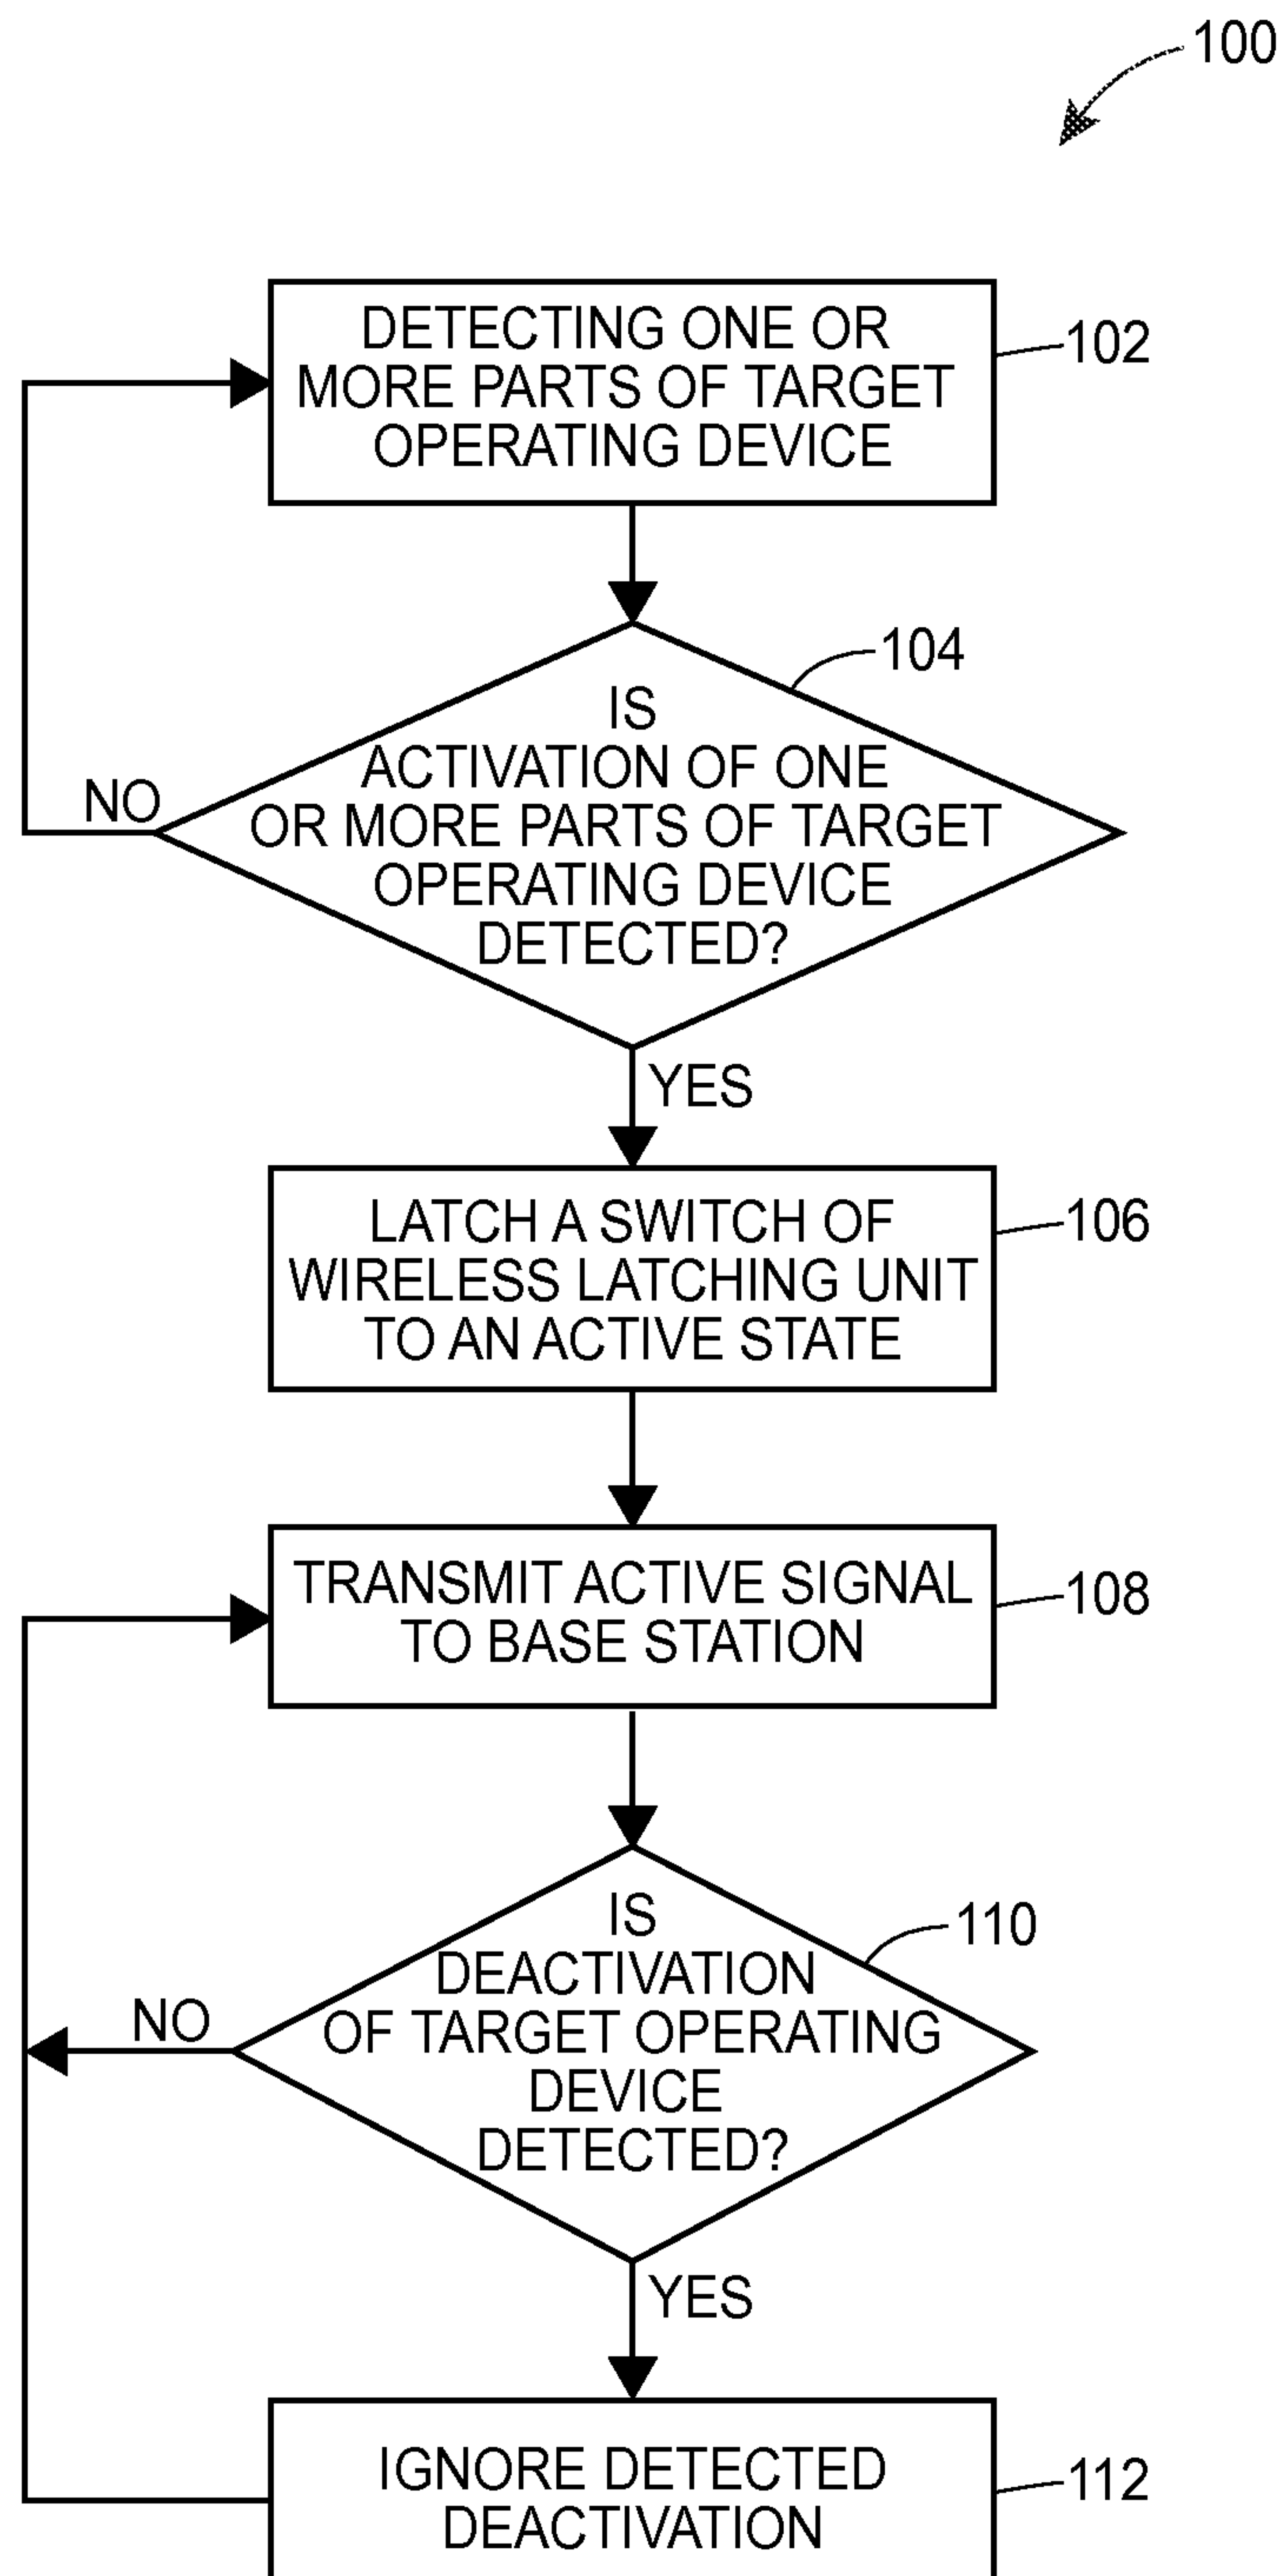 100
DETECTING ONE OR
MORE PARTS OF TARGET
OPERATING DEVICE
102
104
IS
ACTIVATION OF ONE
OR MORE PARTS OF TARGET
OPERATING DEVICE
DETECTED?
NO
YES
LATCH A SWITCH OF
WIRELESS LATCHING UNIT
TO AN ACTIVE STATE
106
TRANSMIT ACTIVE SIGNAL
TO BASE STATION
108
110
IS
DEACTIVATION
OF TARGET OPERATING
DEVICE
DETECTED?
NO
YES
IGNORE DETECTED
DEACTIVATION
112